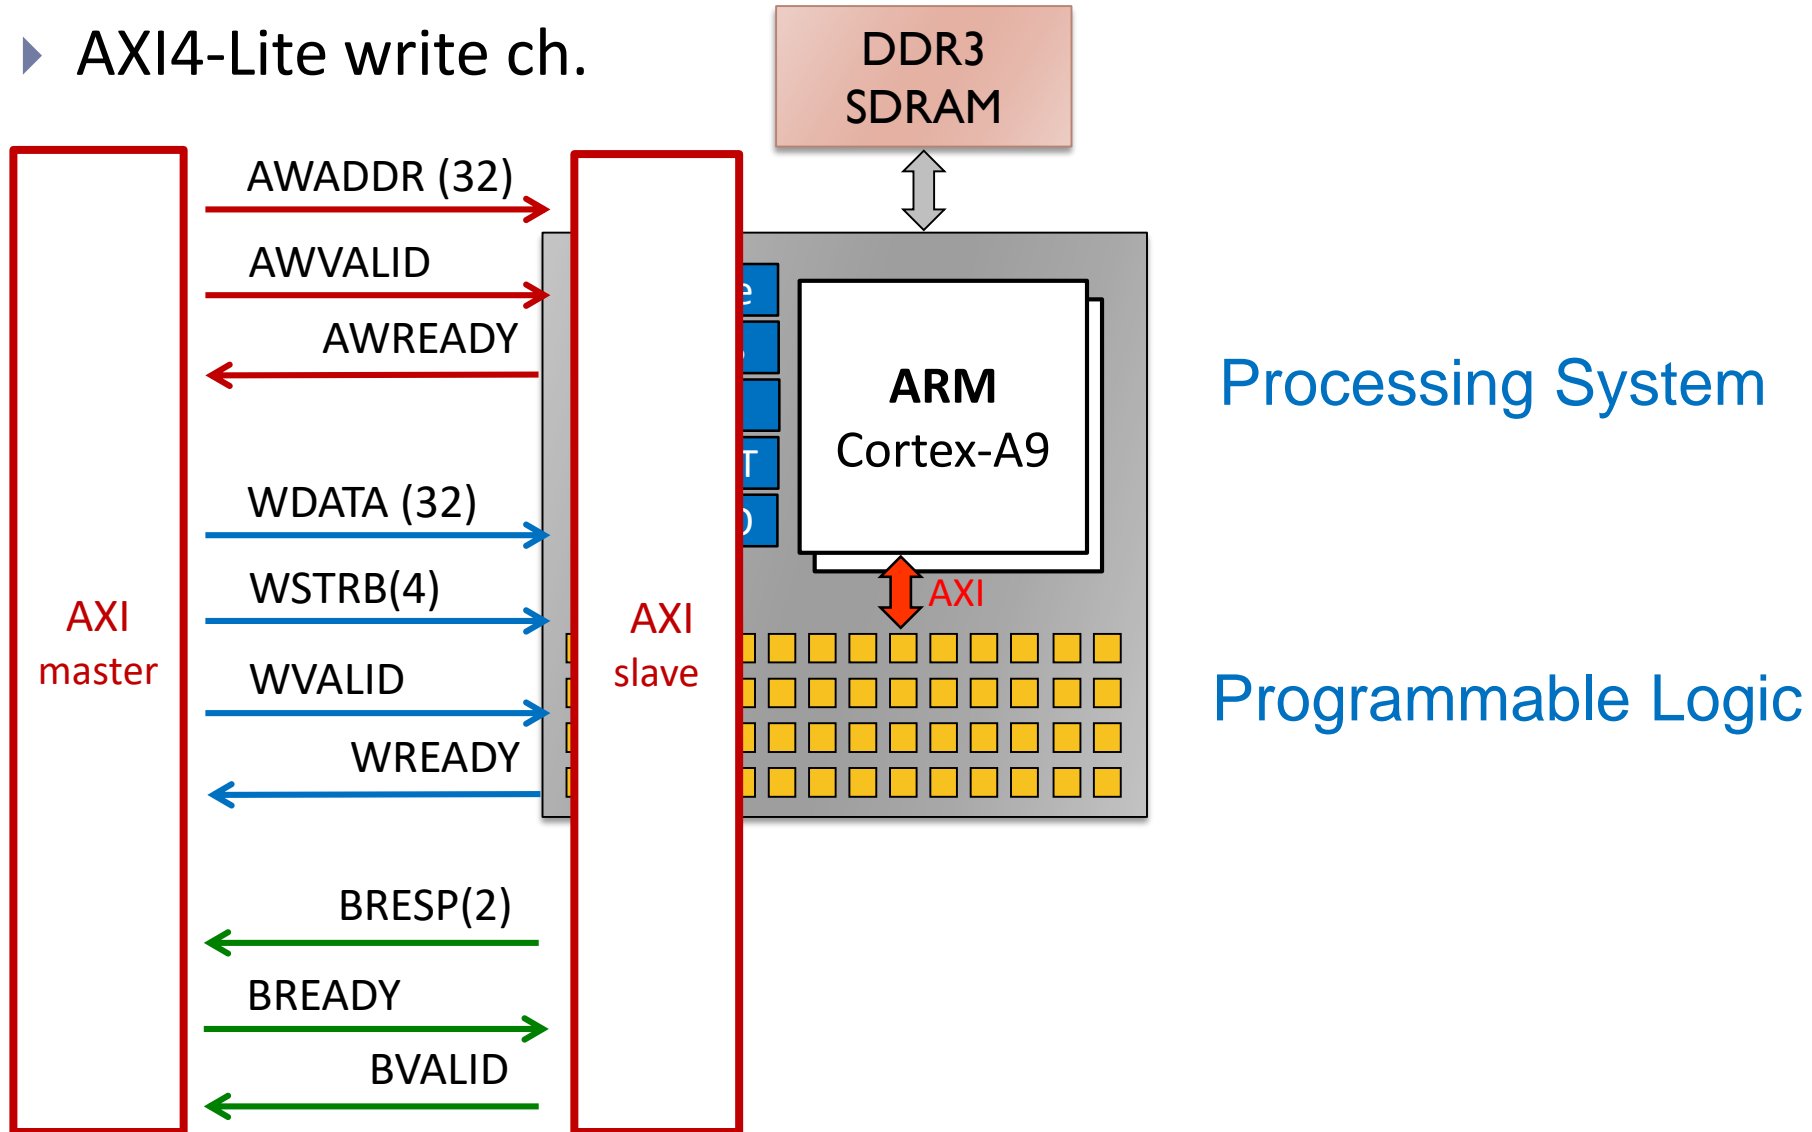 AXI4-Lite write ch.
DDR3
SDRAM
AWADDR (32)
AWVALID
AWREADY
ARM
Cortex-A9
Processing System
WDATA (32)
WSTRB(4)
AXI
AXI
master
AXI
slave
WVALID
Programmable Logic
WREADY
BRESP(2)
BREADY
BVALID